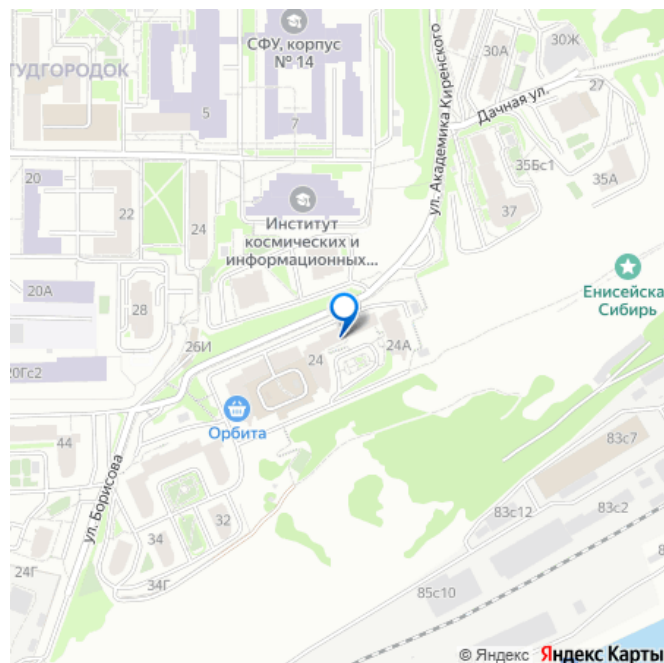 СФУ, корпус
№ 14
30А
30Ж
ТУДГОРОДОК
5
7
27
Дачная ул.
ул. Академика Киренского
35Бс1
35А
20
22
24
37
Институт
космических и
информационных...
20А
28
Енисейска
Сибирь
26И
24
24А
20Гс2
Орбита
44
83с7
ул. Борисова
83с12
83с2
32
34
24Г
34Г
85с10
8
© Яндекс Яндекс Карты